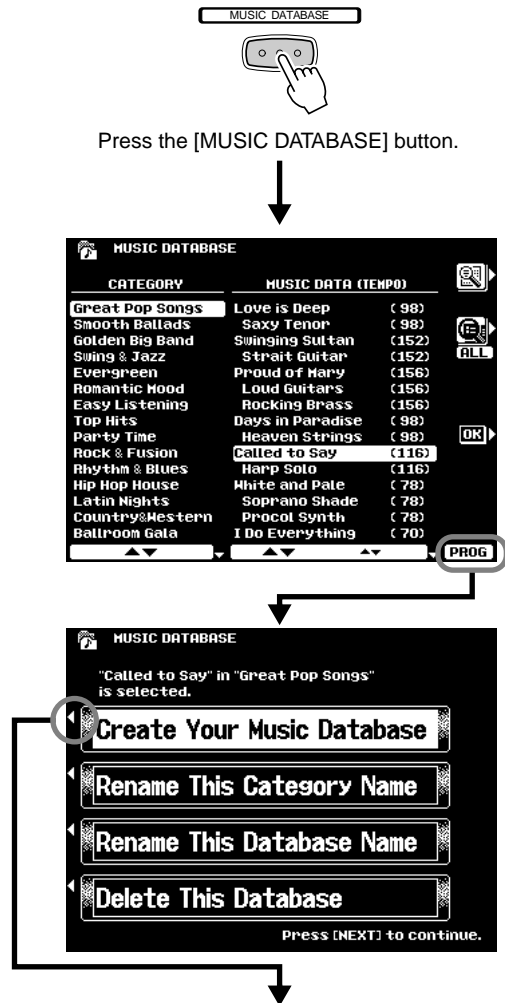 MUSIC DATABASE
Press the [MUSIC DATABASE] button.
MUSIC DATABASE
CATEGORY MUSIC DATA (TEMPO)
Great Pop Songs Love is Deep ( 98)
Smooth Ballads Saxy Tenor ( 98)
Golden Big Band Swinging Sultan (152)
ALL
Swing & Jazz Strait Guitar (152)
Evergreen Proud of Mary (156)
Romantic Mood Loud Guitars (156)
Easy Listening Rocking Brass (156)
Top Hits Days in Paradise ( 98)
Party Time Heaven Strings ( 98) OK
Rock & Fusion Called to Say (116)
Rhythm & Blues Harp Solo (116)
Hip Hop House White and Pale ( 78)
Latin Nights Soprano Shade ( 78)
Country&Western Procol Synth ( 78)
Ballroom Gala I Do Everything ( 70)
PROG
MUSIC DATABASE
"Called to Say" in "Great Pop Songs"
is selected.
Create Your Music Database
Rename This Category Name
Rename This Database Name
Delete This Database
Press [NEXT] to continue.